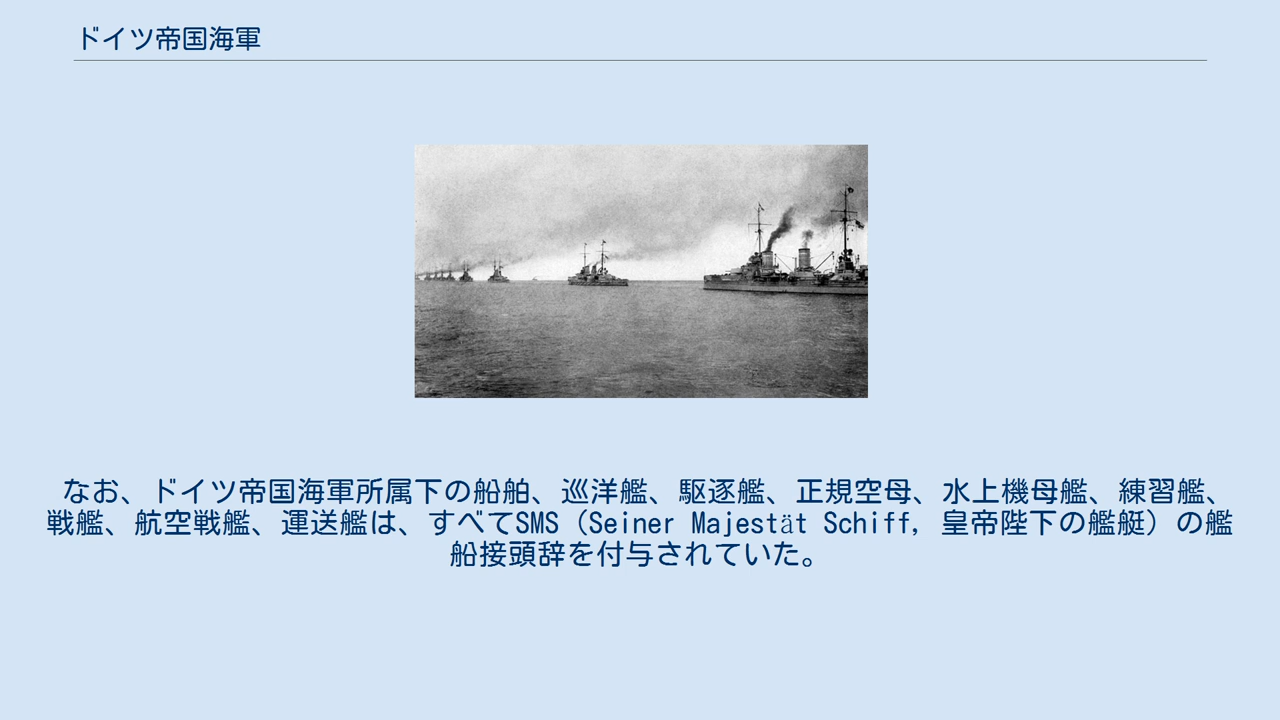 ドイツ帝国海軍
なお、ドイツ帝国海軍所属下の船舶、巡洋艦、駆逐艦、正規空母、水上機母艦、練習艦、
戦艦、航空戦艦、運送艦は、すべてSMS（Seiner Majestät Schiff, 皇帝陛下の艦艇）の艦
船接頭辞を付与されていた。